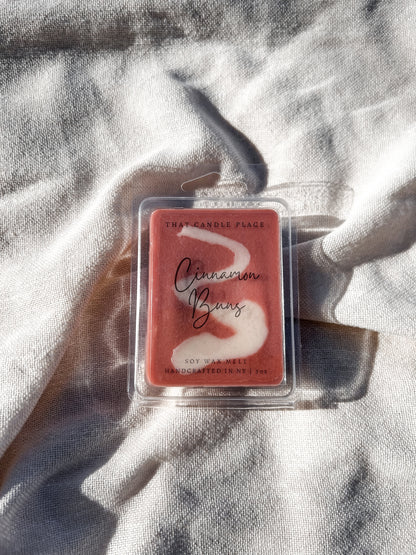 THAT CANDLE PLACE
Cinnamon
Buns
SOY WAX MELT
HANDCRAFTED IN NE | 3oz